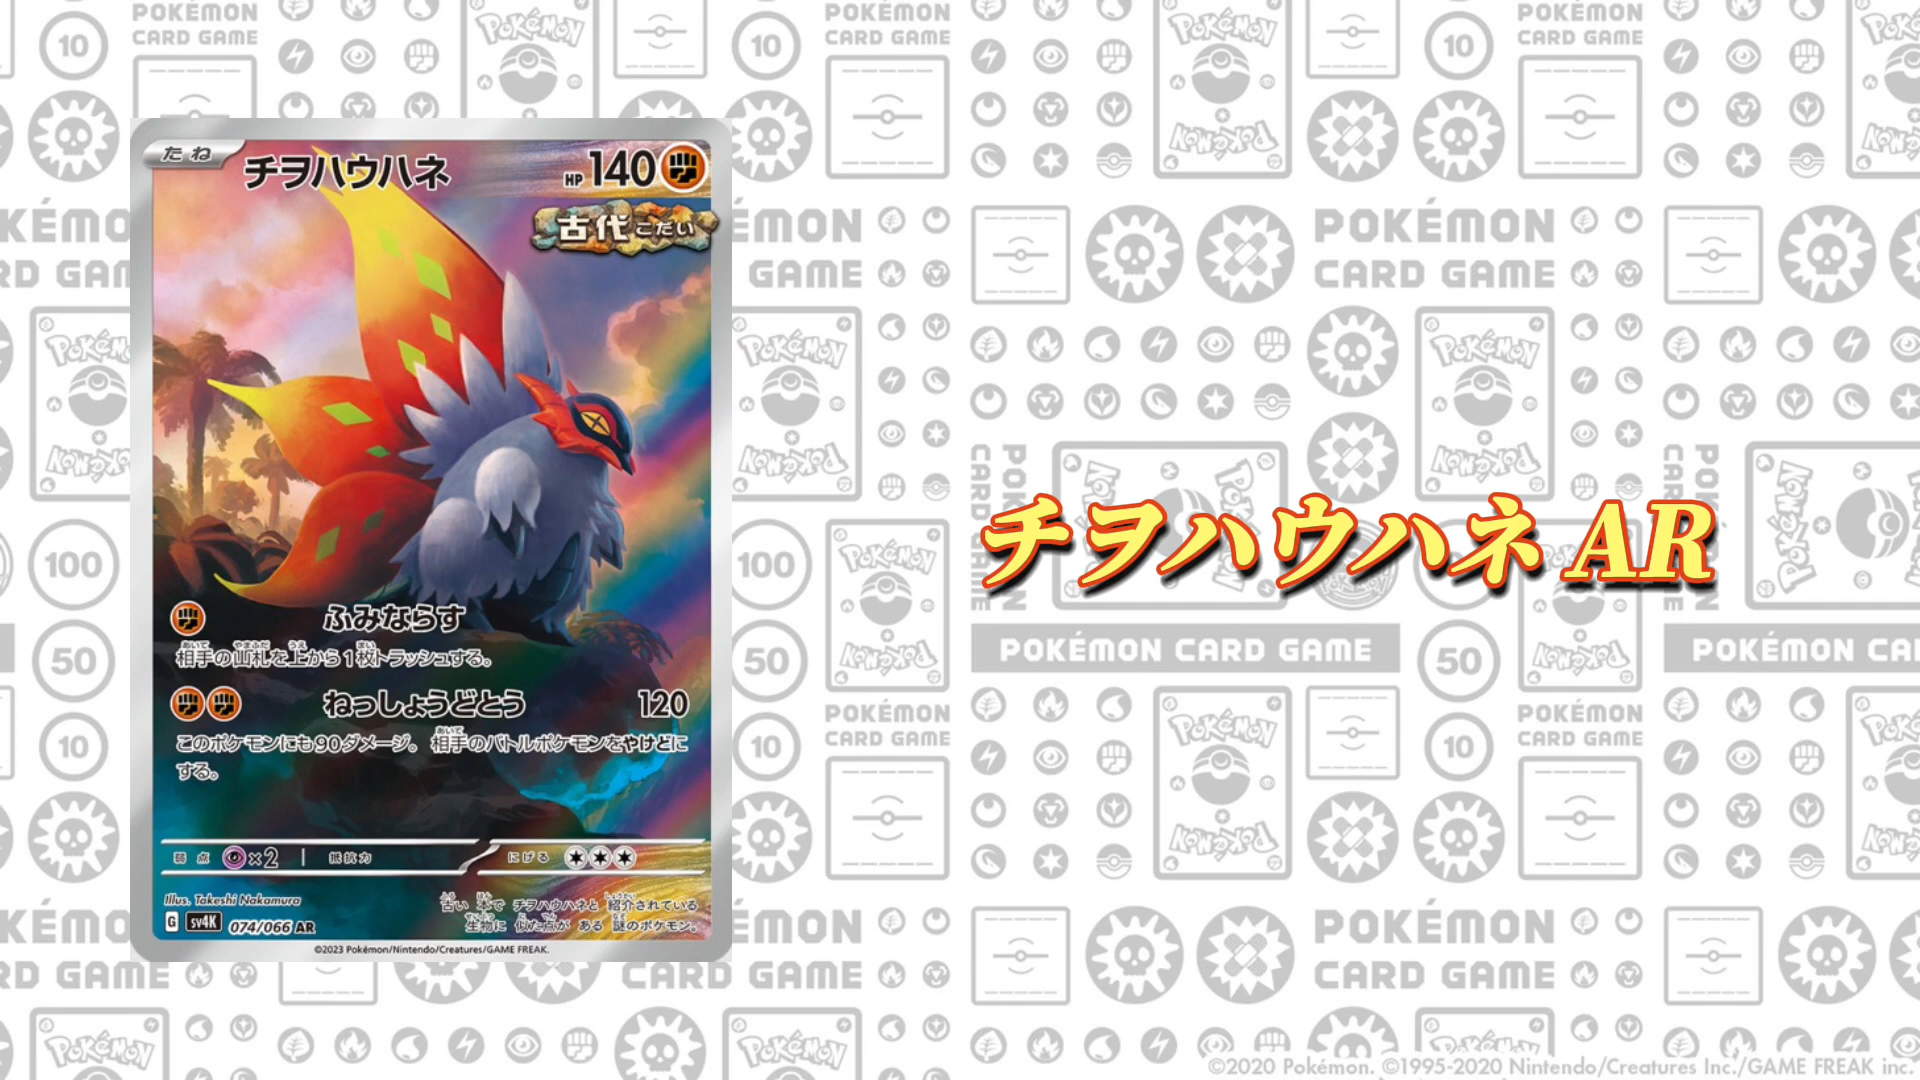 たね
チヲハウハネ
HP 140
古代 こだい
ふみならす
相手の山札を上から1枚トラッシュする。
ねっしょうどとう 120
このポケモンにも90ダメージ。 相手のバトルポケモンをやけどに
する。
弱点 ×2 抵抗力 にげる
Illus. Takeshi Nakamura
G sv4K 074/066 AR
古い 本で チヲハウハネと 紹介されている
生物に 似た点が ある 謎のポケモン。
©2023 Pokémon/Nintendo/Creatures/GAME FREAK.
チヲハウハネ AR
POKÉMON
CARD GAME
POKÉMON CARD GAME
10
50
100
©2020 Pokémon. ©1995-2020 Nintendo/Creatures Inc./GAME FREAK inc.